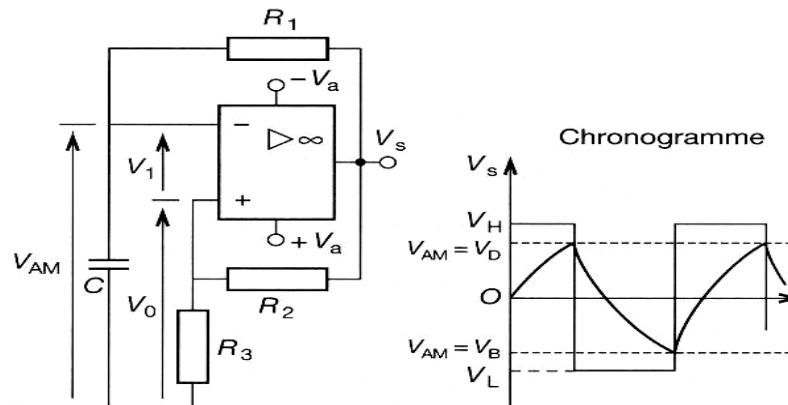 R1
−Va
−
▷ ∞
Vs
V1
+
+Va
VAM
C
V0
R2
R3
Chronogramme
Vs
VH
VAM = VD
O
VAM = VB
VL